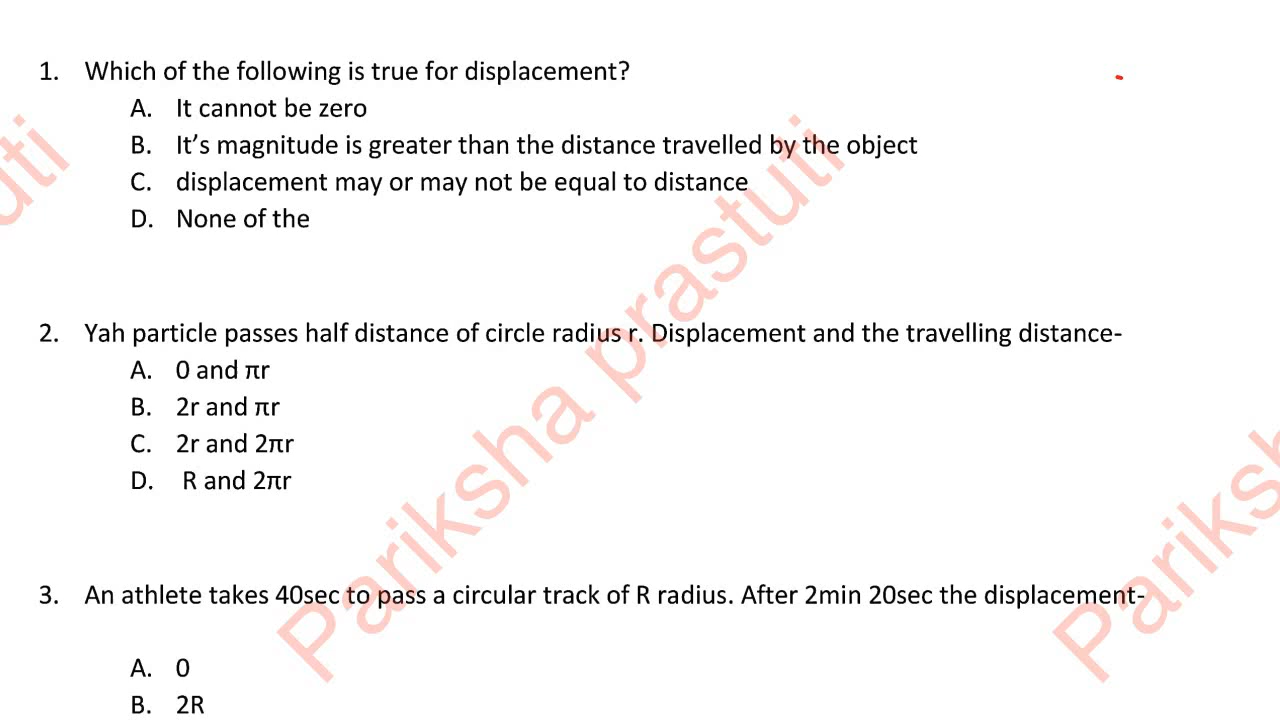 1. Which of the following is true for displacement?
A. It cannot be zero
B. It’s magnitude is greater than the distance travelled by the object
C. displacement may or may not be equal to distance
D. None of the
2. Yah particle passes half distance of circle radius r. Displacement and the travelling distance-
A. 0 and πr
B. 2r and πr
C. 2r and 2πr
D. R and 2πr
3. An athlete takes 40sec to pass a circular track of R radius. After 2min 20sec the displacement-
A. 0
B. 2R
uti
Pariksha prastuti
Pariksh